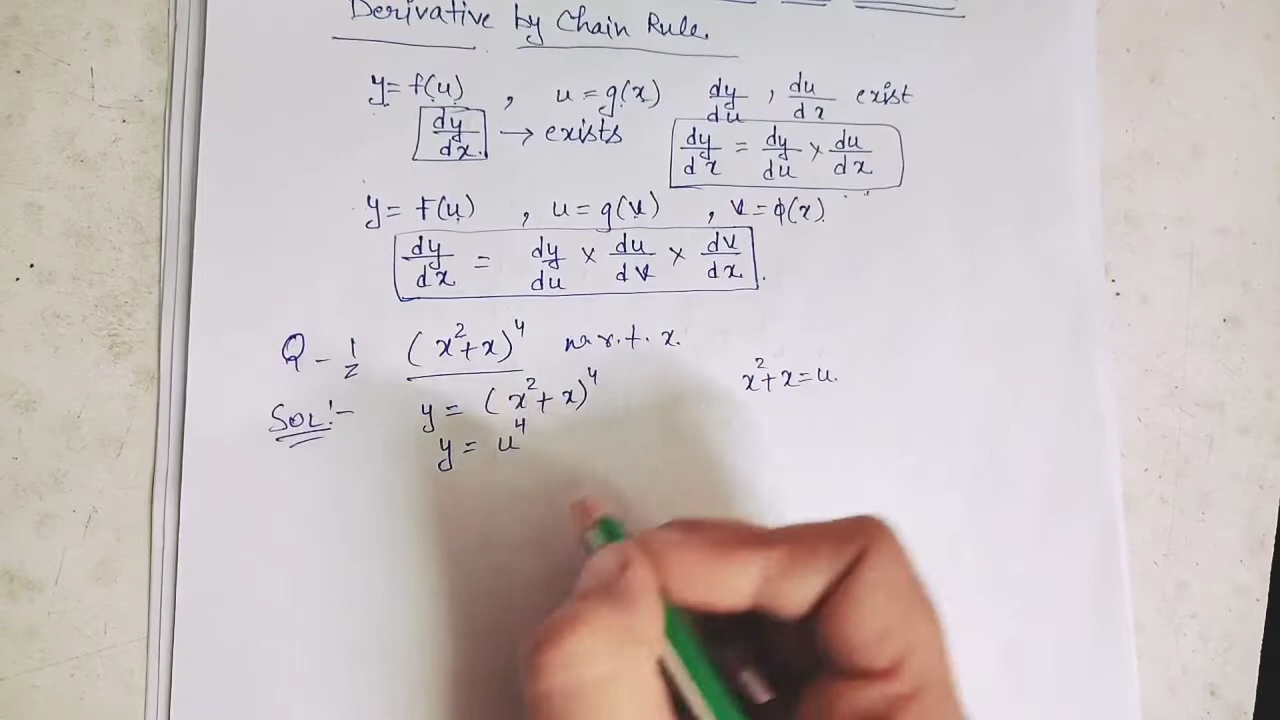 Derivative by Chain Rule.
y = f(u) , u = g(x) dy/du , du/dx exist
dy/dx → exists dy/dx = dy/du × du/dx
y = f(u) , u = g(v) , v = φ(x)
dy/dx = dy/du × du/dv × dv/dx.
Q - 1/2 (x²+x)⁴ w.r.t. x.
Sol:- y = (x²+x)⁴ x²+x=u.
y = u⁴